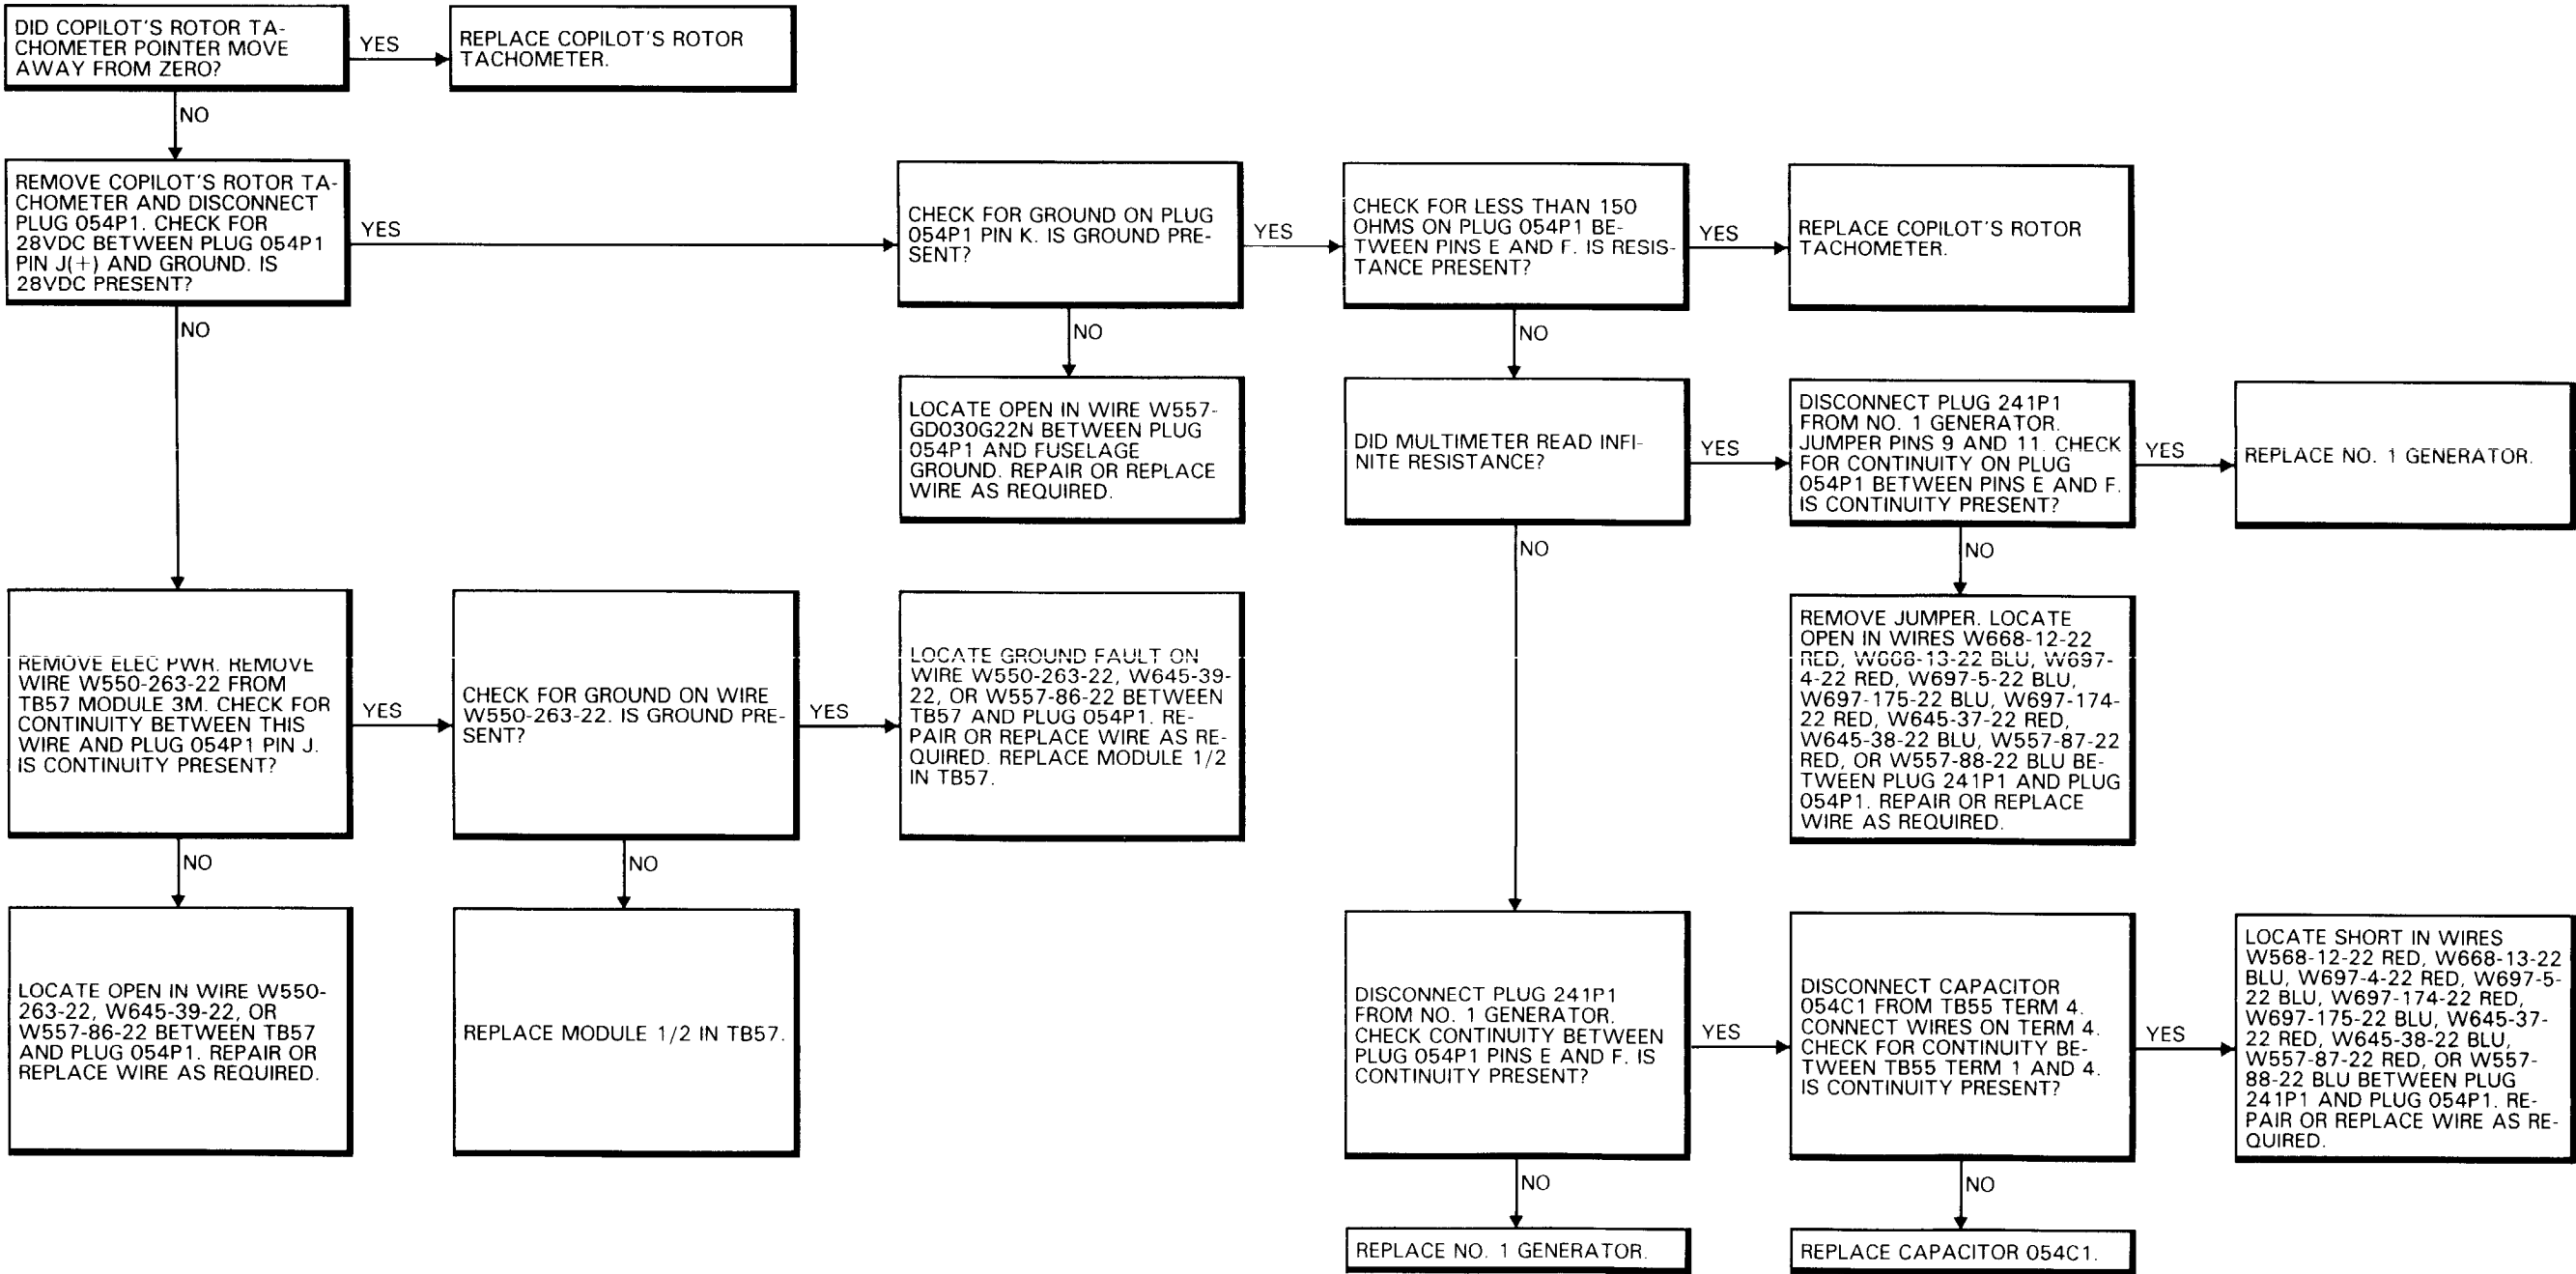 DID COPILOT'S ROTOR TA-
CHOMETER POINTER MOVE
AWAY FROM ZERO?
YES
REPLACE COPILOT'S ROTOR
TACHOMETER.
NO
REMOVE COPILOT'S ROTOR TA-
CHOMETER AND DISCONNECT
PLUG 054P1. CHECK FOR
28VDC BETWEEN PLUG 054P1
PIN J(+) AND GROUND. IS
28VDC PRESENT?
YES
CHECK FOR GROUND ON PLUG
054P1 PIN K. IS GROUND PRE-
SENT?
YES
CHECK FOR LESS THAN 150
OHMS ON PLUG 054P1 BE-
TWEEN PINS E AND F. IS RESIS-
TANCE PRESENT?
YES
REPLACE COPILOT'S ROTOR
TACHOMETER.
NO
NO
NO
LOCATE OPEN IN WIRE W557-
GD030G22N BETWEEN PLUG
054P1 AND FUSELAGE
GROUND. REPAIR OR REPLACE
WIRE AS REQUIRED.
DID MULTIMETER READ INFI-
NITE RESISTANCE?
YES
DISCONNECT PLUG 241P1
FROM NO. 1 GENERATOR.
JUMPER PINS 9 AND 11. CHECK
FOR CONTINUITY ON PLUG
054P1 BETWEEN PINS E AND F.
IS CONTINUITY PRESENT?
YES
REPLACE NO. 1 GENERATOR.
NO
NO
REMOVE ELEC PWR. REMOVE
WIRE W550-263-22 FROM
TB57 MODULE 3M. CHECK FOR
CONTINUITY BETWEEN THIS
WIRE AND PLUG 054P1 PIN J.
IS CONTINUITY PRESENT?
YES
CHECK FOR GROUND ON WIRE
W550-263-22. IS GROUND PRE-
SENT?
YES
LOCATE GROUND FAULT ON
WIRE W550-263-22, W645-39-
22, OR W557-86-22 BETWEEN
TB57 AND PLUG 054P1. RE-
PAIR OR REPLACE WIRE AS RE-
QUIRED. REPLACE MODULE 1/2
IN TB57.
REMOVE JUMPER. LOCATE
OPEN IN WIRES W668-12-22
RED, W668-13-22 BLU, W697-
4-22 RED, W697-5-22 BLU,
W697-175-22 BLU, W697-174-
22 RED, W645-37-22 RED,
W645-38-22 BLU, W557-87-22
RED, OR W557-88-22 BLU BE-
TWEEN PLUG 241P1 AND PLUG
054P1. REPAIR OR REPLACE
WIRE AS REQUIRED.
NO
NO
LOCATE OPEN IN WIRE W550-
263-22, W645-39-22, OR
W557-86-22 BETWEEN TB57
AND PLUG 054P1. REPAIR OR
REPLACE WIRE AS REQUIRED.
REPLACE MODULE 1/2 IN TB57.
DISCONNECT PLUG 241P1
FROM NO. 1 GENERATOR.
CHECK CONTINUITY BETWEEN
PLUG 054P1 PINS E AND F. IS
CONTINUITY PRESENT?
YES
DISCONNECT CAPACITOR
054C1 FROM TB55 TERM 4.
CONNECT WIRES ON TERM 4.
CHECK FOR CONTINUITY BE-
TWEEN TB55 TERM 1 AND 4.
IS CONTINUITY PRESENT?
YES
LOCATE SHORT IN WIRES
W568-12-22 RED, W668-13-22
BLU, W697-4-22 RED, W697-5-
22 BLU, W697-174-22 RED,
W697-175-22 BLU, W645-37-
22 RED, W645-38-22 BLU,
W557-87-22 RED, OR W557-
88-22 BLU BETWEEN PLUG
241P1 AND PLUG 054P1. RE-
PAIR OR REPLACE WIRE AS RE-
QUIRED.
NO
NO
REPLACE NO. 1 GENERATOR.
REPLACE CAPACITOR 054C1.